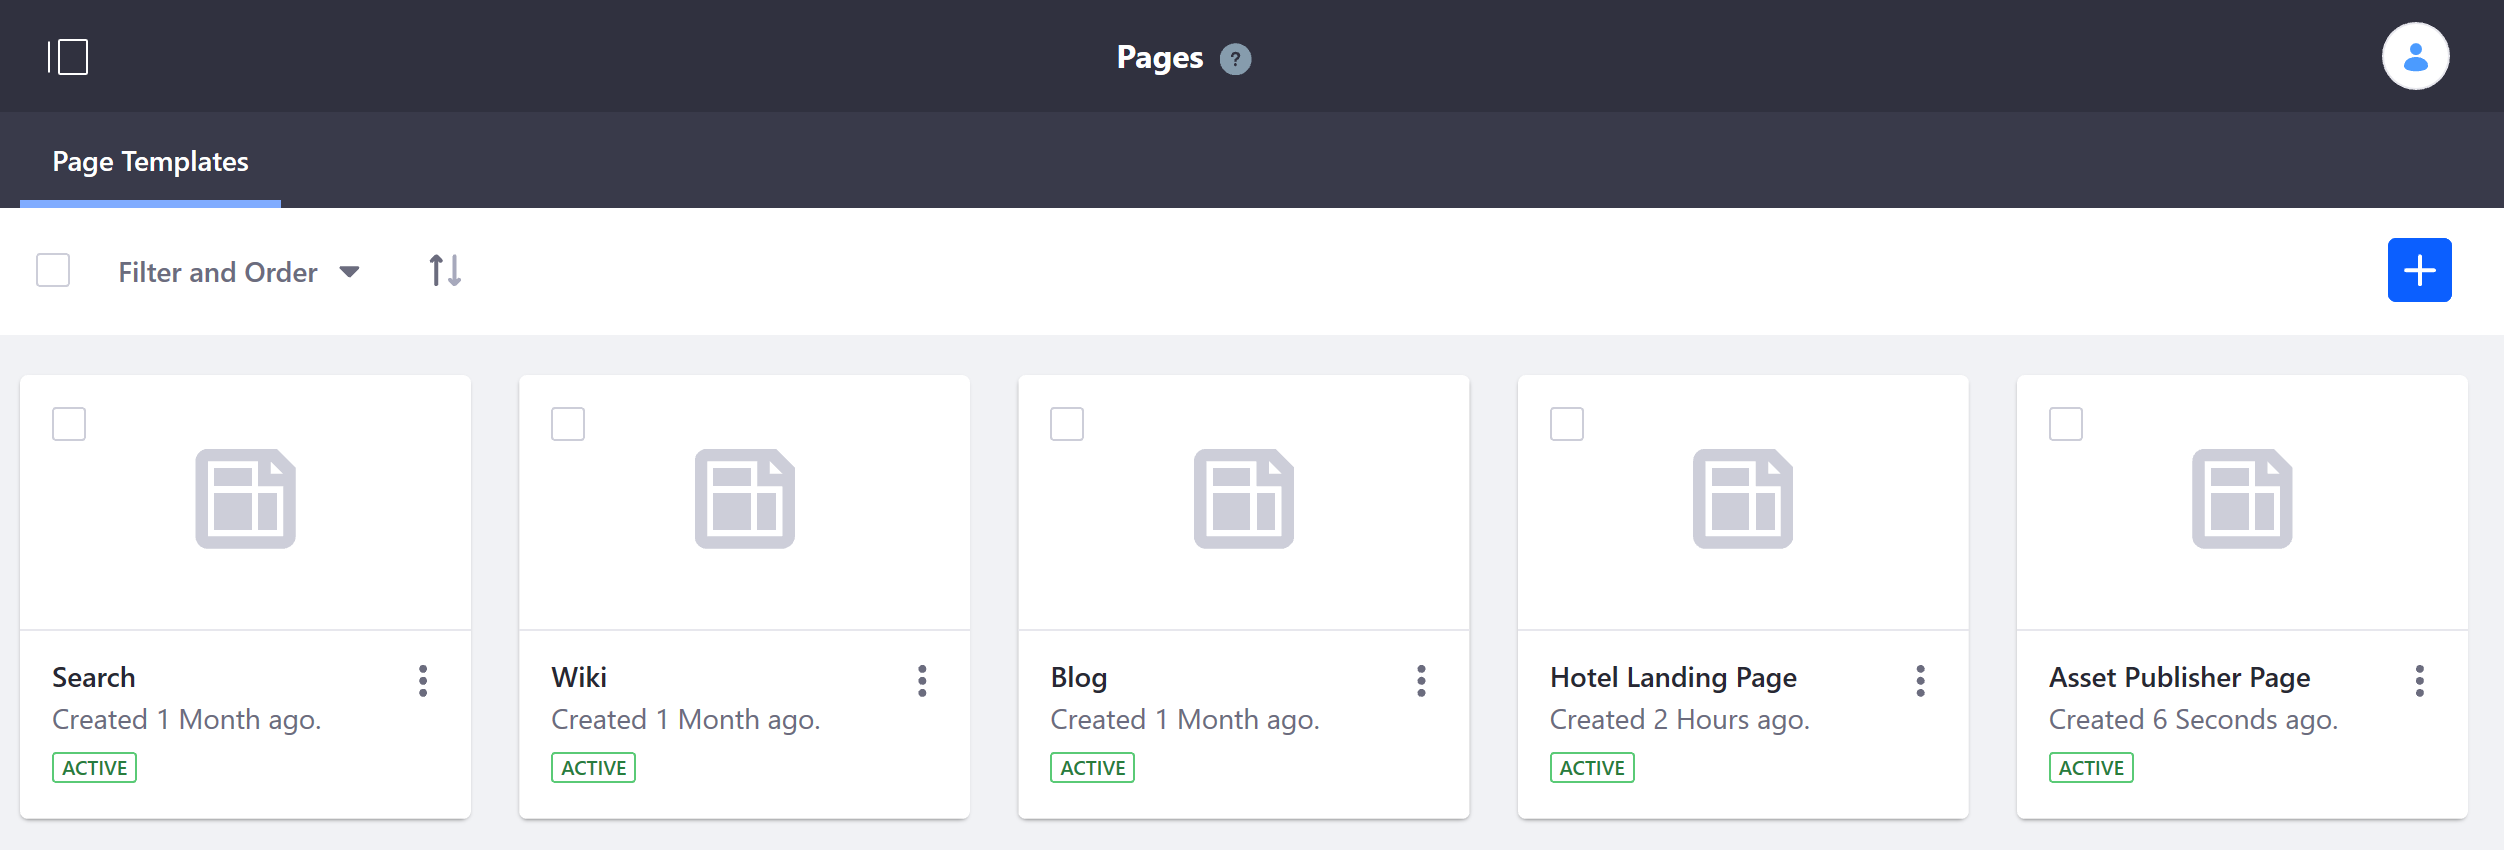 Pages ?
Page Templates
Filter and Order
Search
Created 1 Month ago.
ACTIVE
Wiki
Created 1 Month ago.
ACTIVE
Blog
Created 1 Month ago.
ACTIVE
Hotel Landing Page
Created 2 Hours ago.
ACTIVE
Asset Publisher Page
Created 6 Seconds ago.
ACTIVE